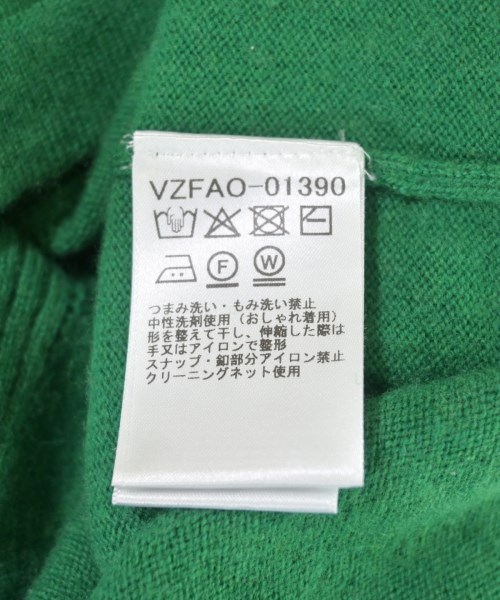 VZFAO-01390
F W
つまみ洗い・もみ洗い禁止
中性洗剤使用(おしゃれ着用)
形を整えて干し、伸縮した際は
手又はアイロンで整形
スナップ・釦部分アイロン禁止
クリーニングネット使用